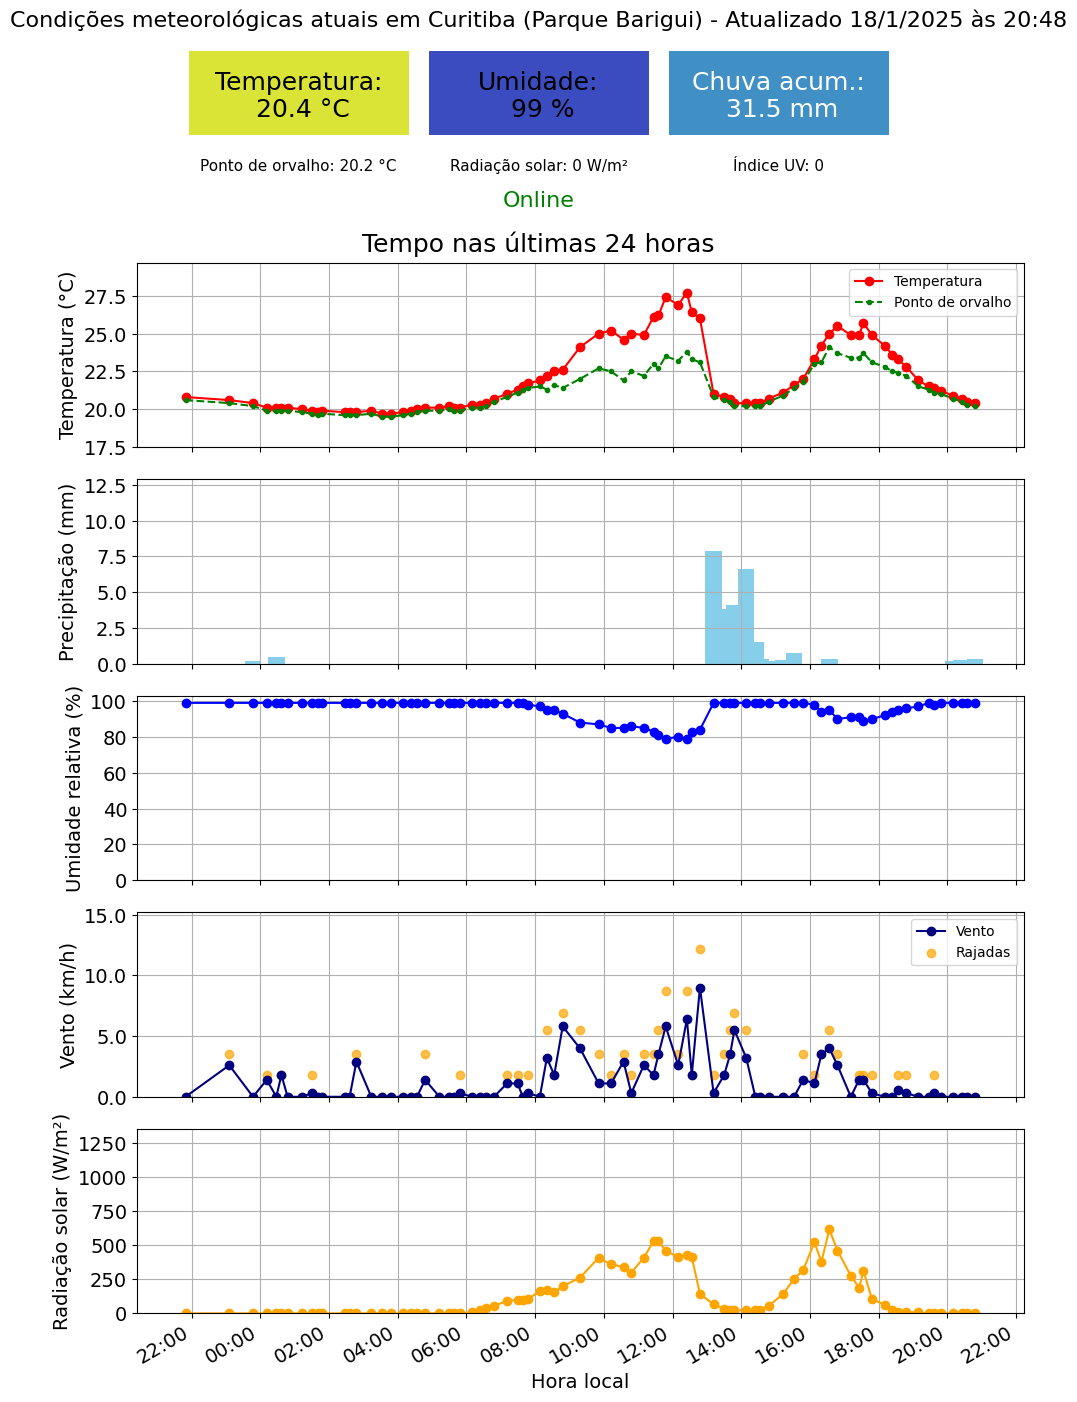 Condições meteorológicas atuais em Curitiba (Parque Barigui) - Atualizado 18/1/2025 às 20:48
Temperatura:
20.4 °C
Umidade:
99 %
Chuva acum.:
31.5 mm
Ponto de orvalho: 20.2 °C
Radiação solar: 0 W/m²
Índice UV: 0
Online
Tempo nas últimas 24 horas
Temperatura (°C)
27.5
25.0
22.5
20.0
17.5
Temperatura
Ponto de orvalho
Precipitação (mm)
12.5
10.0
7.5
5.0
2.5
0.0
Umidade relativa (%)
100
80
60
40
20
0
Vento (km/h)
15.0
10.0
5.0
0.0
Vento
Rajadas
Radiação solar (W/m²)
1250
1000
750
500
250
0
22:00
00:00
02:00
04:00
06:00
08:00
10:00
12:00
14:00
16:00
18:00
20:00
22:00
Hora local